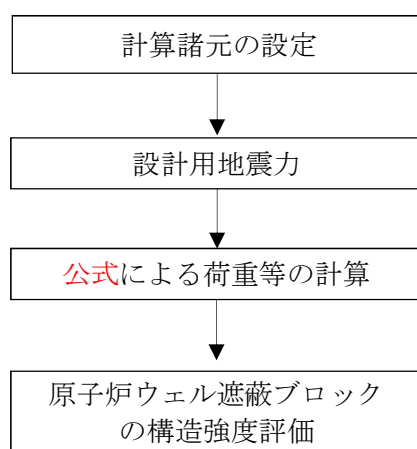 計算諸元の設定
設計用地震力
公式による荷重等の計算
原子炉ウェル遮蔽ブロック
の構造強度評価